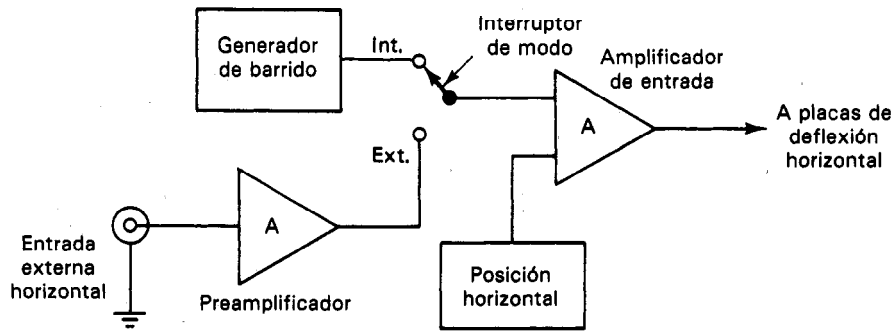 Generador
de barrido
Int.
Interruptor
de modo
Amplificador
de entrada
A
A placas de
deflexión
horizontal
Ext.
Entrada
externa
horizontal
A
Preamplificador
Posición
horizontal